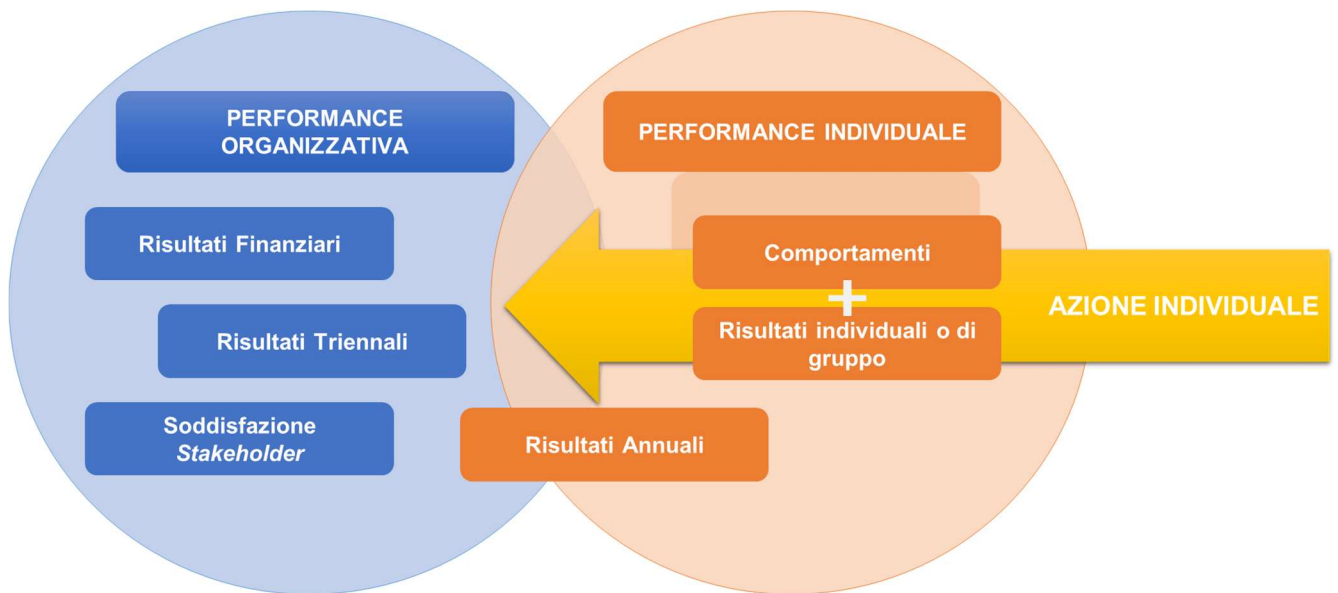 PERFORMANCE
ORGANIZZATIVA
Risultati Finanziari
Risultati Triennali
Soddisfazione
Stakeholder
PERFORMANCE INDIVIDUALE
Comportamenti
+
Risultati individuali o di
gruppo
Risultati Annuali
AZIONE INDIVIDUALE